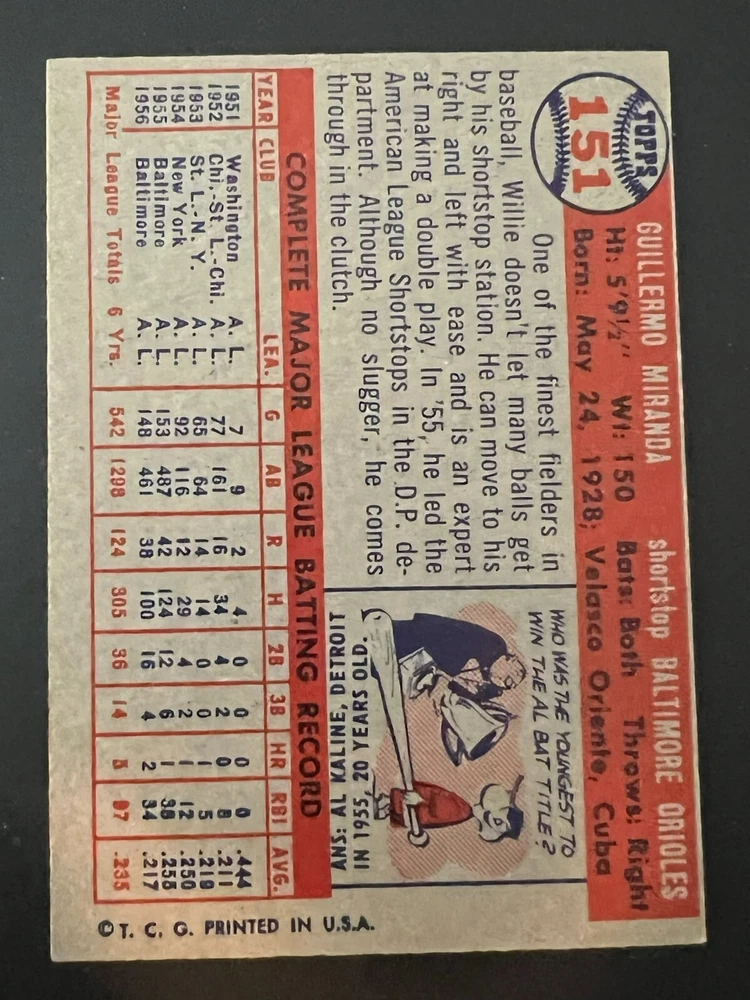 TOPPS
151
GUILLERMO MIRANDA shortstop BALTIMORE ORIOLES
Ht: 5'9½" Wt: 150 Bats: Both Throws: Right
Born: May 24, 1928; Velasco Oriente, Cuba
One of the finest fielders in
baseball, Willie doesn't let many balls get
by his shortstop station. He can move to his
right and left with ease and is an expert
at making a double play. In '55, he led the
American League Shortstops in the D.P. de-
partment. Although no slugger, he comes
through in the clutch.
WHO WAS THE YOUNGEST TO
WIN THE AL BAT TITLE?
ANS: AL KALINE, DETROIT
IN 1955, 20 YEARS OLD.
COMPLETE MAJOR LEAGUE BATTING RECORD
YEAR CLUB LEA. G AB R H 2B 3B HR RBI AVG.
1951 Washington A. L. 7 9 2 4 0 0 0 0 .444
1952 Chi.-St. L.-Chi. A. L. 77 161 16 34 4 2 0 8 .211
1953 St. L.-N. Y. A. L. 65 64 14 14 0 0 1 5 .219
1954 New York A. L. 92 116 12 29 4 2 1 12 .250
1955 Baltimore A. L. 153 487 42 124 12 6 1 38 .255
1956 Baltimore A. L. 148 461 38 100 16 4 2 34 .217
Major League Totals 6 Yrs. 542 1298 124 305 36 14 5 97 .235
© T. C. G. PRINTED IN U.S.A.